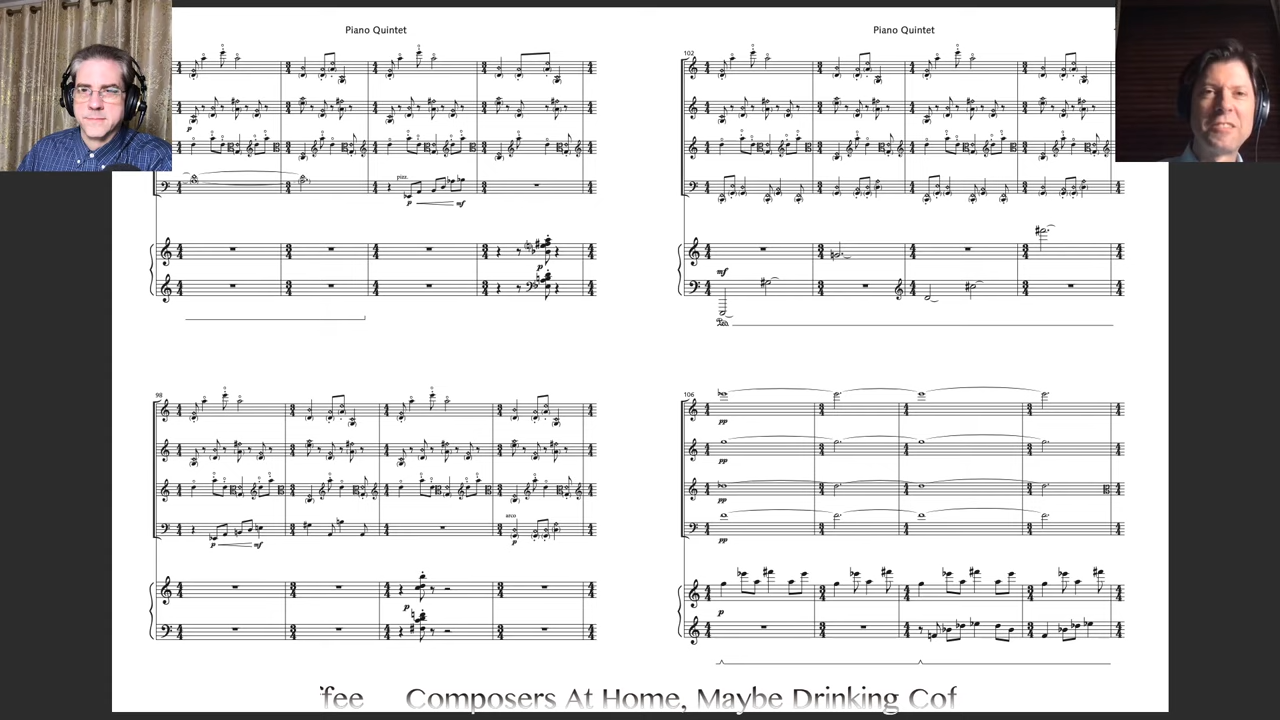 Piano Quintet
Piano Quintet
102
p
pizz.
p mf
p
mf
98
106
pp
pp
pp
pp
arco
p mf
p
p
p
'fee Composers At Home, Maybe Drinking Cof